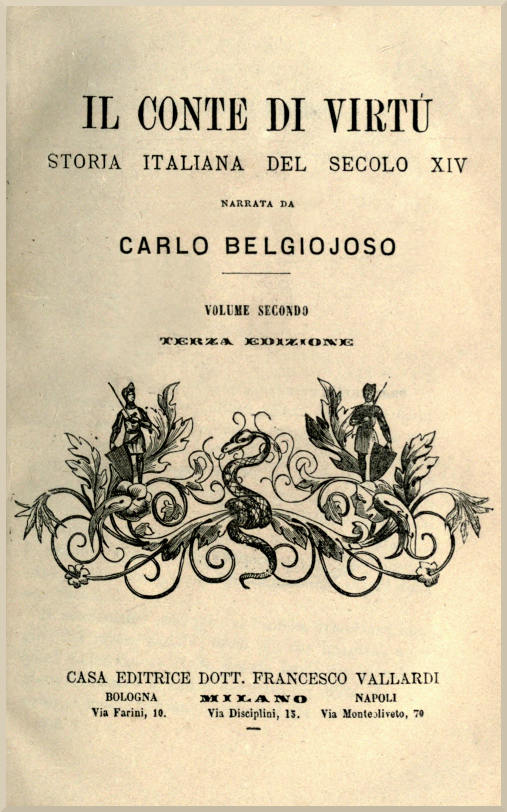 IL CONTE DI VIRTÚ
STORIA ITALIANA DEL SECOLO XIV
NARRATA DA
CARLO BELGIOJOSO
VOLUME SECONDO
TERZA EDIZIONE
CASA EDITRICE DOTT. FRANCESCO VALLARDI
BOLOGNA MILANO NAPOLI
Via Farini, 10. Via Disciplini, 15. Via Monteoliveto, 70